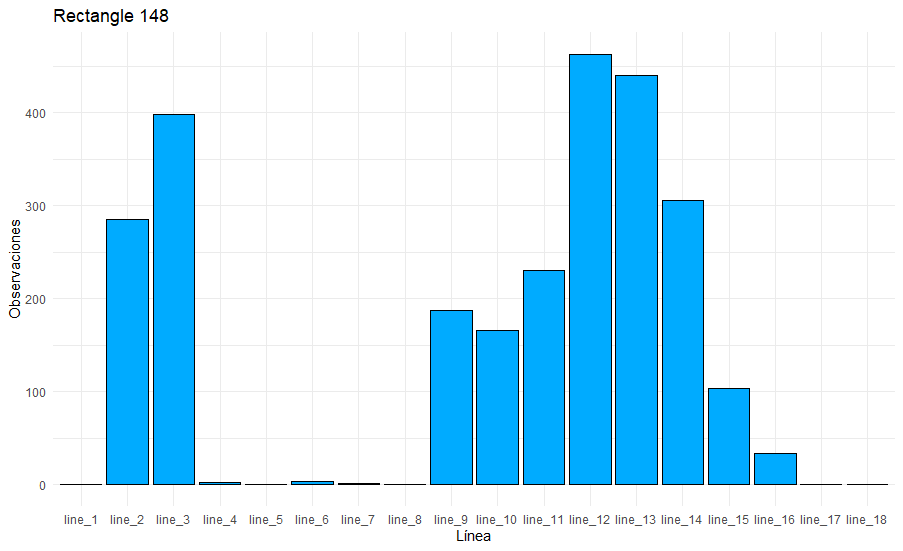 Rectangle 148
Observaciones
400
300
200
100
0
line_1 line_2 line_3 line_4 line_5 line_6 line_7 line_8 line_9 line_10 line_11 line_12 line_13 line_14 line_15 line_16 line_17 line_18
Línea